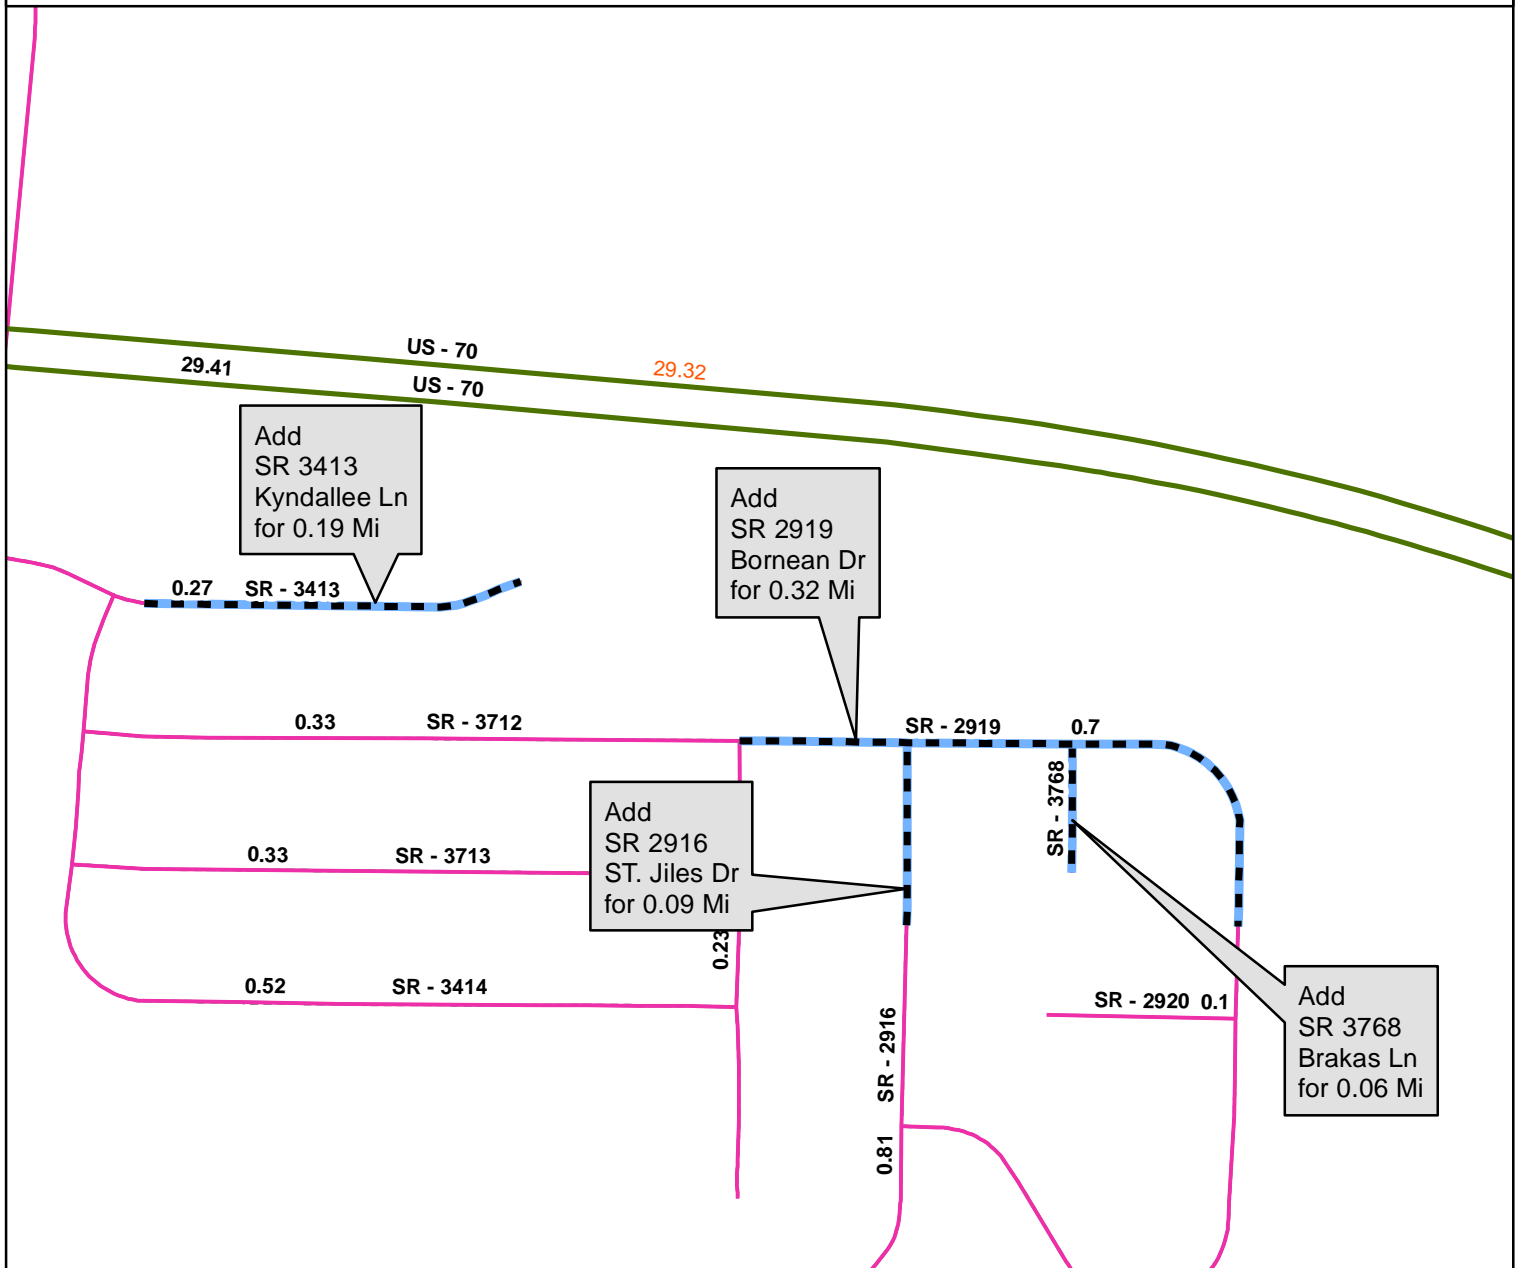 US - 70
29.41
29.32
US - 70
Add
SR 3413
Kyndallee Ln
for 0.19 Mi
Add
SR 2919
Bornean Dr
for 0.32 Mi
0.27
SR - 3413
0.33
SR - 3712
SR - 2919
0.7
SR - 3768
Add
SR 2916
ST. Jiles Dr
for 0.09 Mi
0.33
SR - 3713
0.23
0.52
SR - 3414
SR - 2916
0.81
SR - 2920 0.1
Add
SR 3768
Brakas Ln
for 0.06 Mi